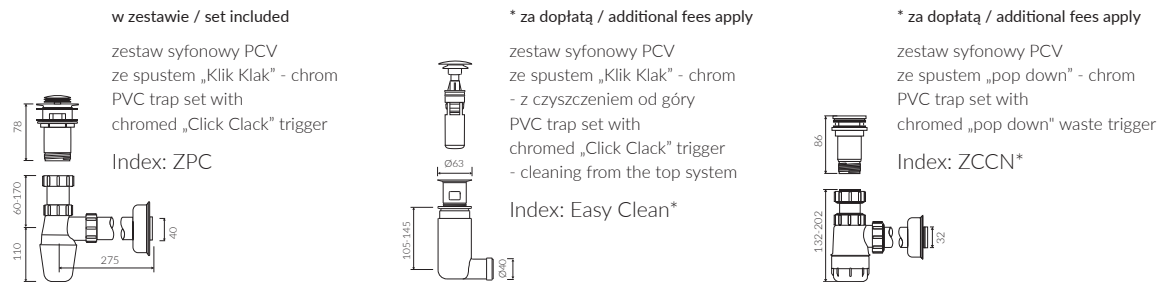 w zestawie / set included
zestaw syfonowy PCV
ze spustem „Klik Klak” - chrom
PVC trap set with
chromed „Click Clack” trigger
Index: ZPC
78
60-170
110
275
40
* za dopłatą / additional fees apply
zestaw syfonowy PCV
ze spustem „Klik Klak” - chrom
- z czyszczeniem od góry
PVC trap set with
chromed „Click Clack” trigger
- cleaning from the top system
Index: Easy Clean*
Ø63
105-145
Ø40
* za dopłatą / additional fees apply
zestaw syfonowy PCV
ze spustem „pop down” - chrom
PVC trap set with
chromed „pop down" waste trigger
Index: ZCCN*
86
132-202
32